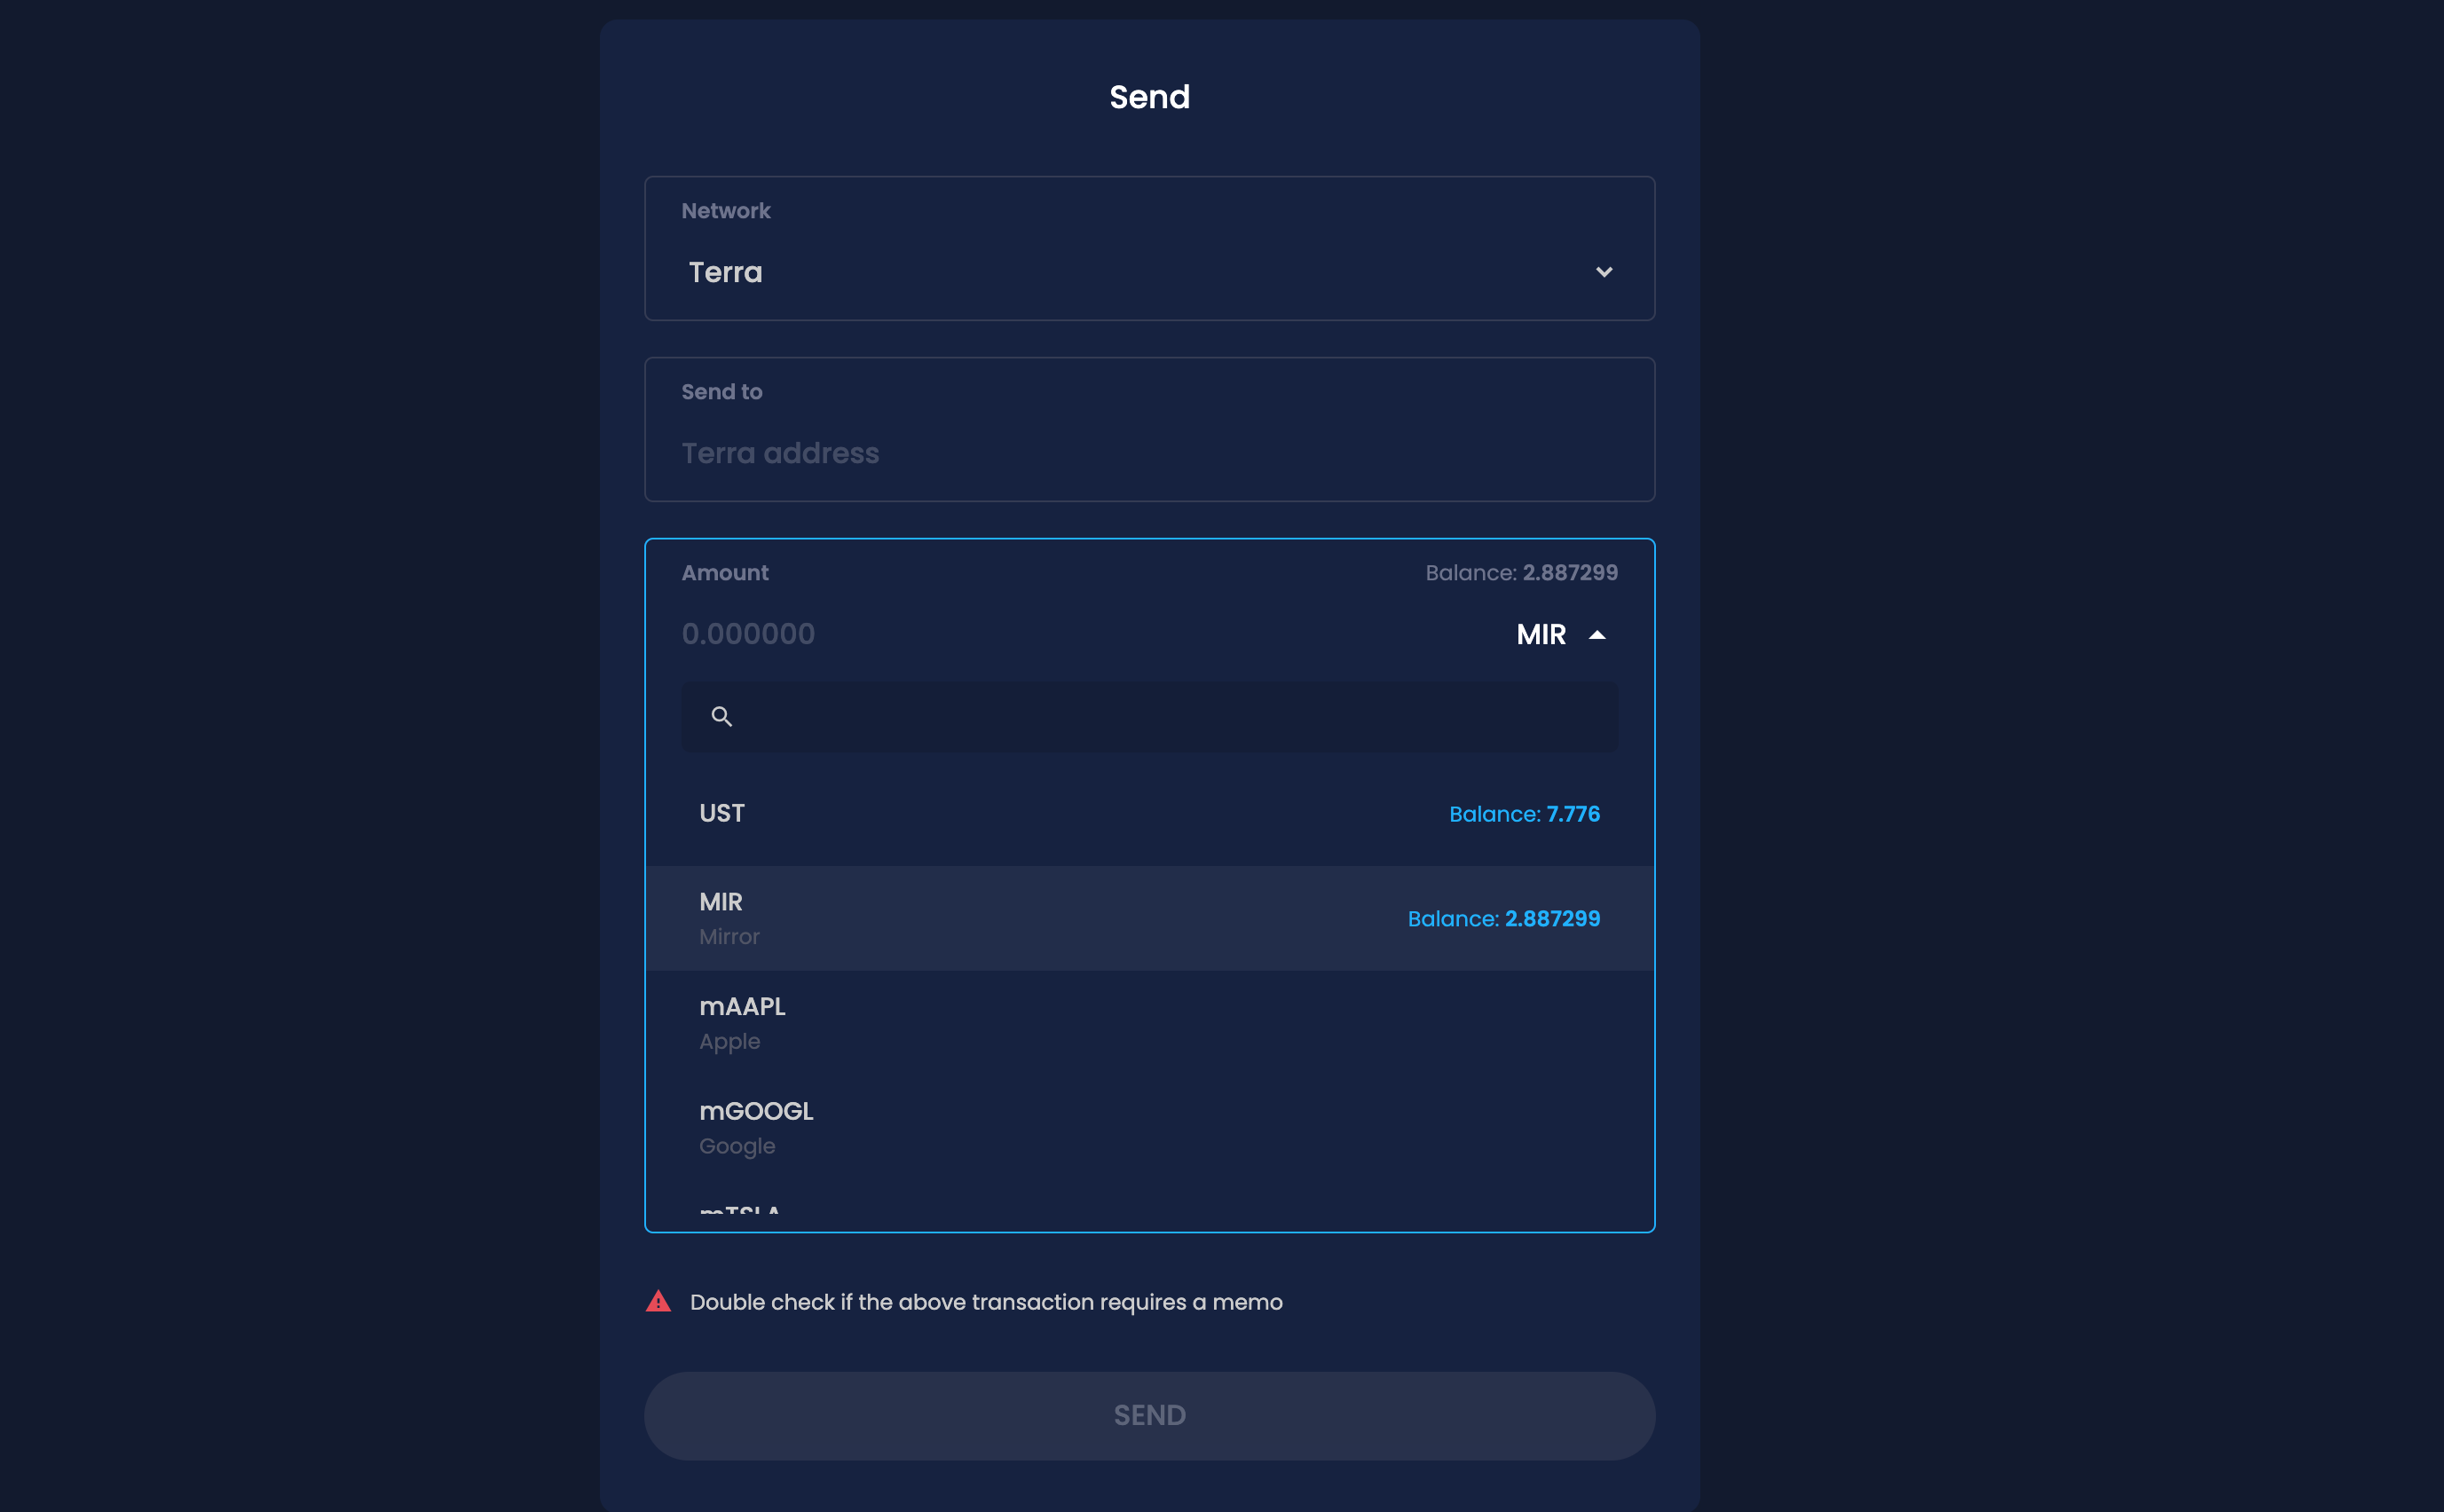 Send
Network
Terra
Send to
Terra address
Amount
Balance: 2.887299
0.000000
MIR
UST
Balance: 7.776
MIR
Mirror
Balance: 2.887299
mAAPL
Apple
mGOOGL
Google
mTSLA
Double check if the above transaction requires a memo
SEND